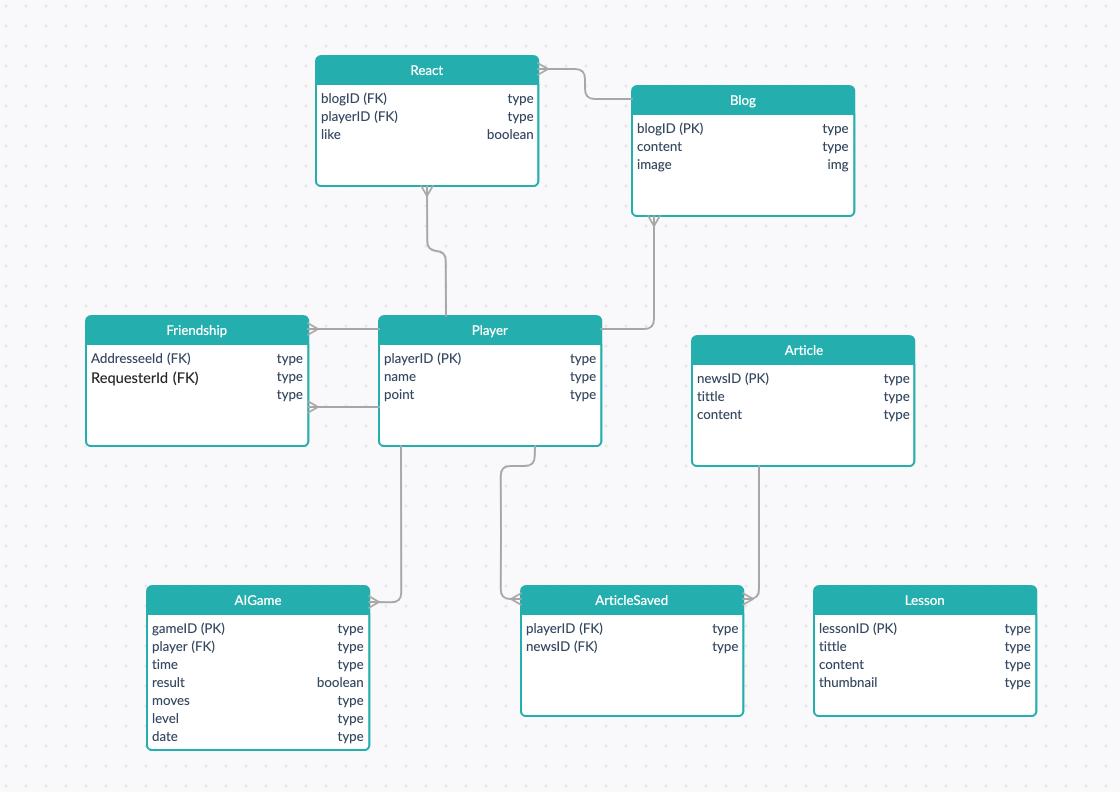 React
blogID (FK) type
playerID (FK) type
like boolean
Blog
blogID (PK) type
content type
image img
Friendship
AddresseeId (FK) type
RequesterId (FK) type
type
Player
playerID (PK) type
name type
point type
Article
newsID (PK) type
tittle type
content type
AIGame
gameID (PK) type
player (FK) type
time type
result boolean
moves type
level type
date type
ArticleSaved
playerID (FK) type
newsID (FK) type
Lesson
lessonID (PK) type
tittle type
content type
thumbnail type